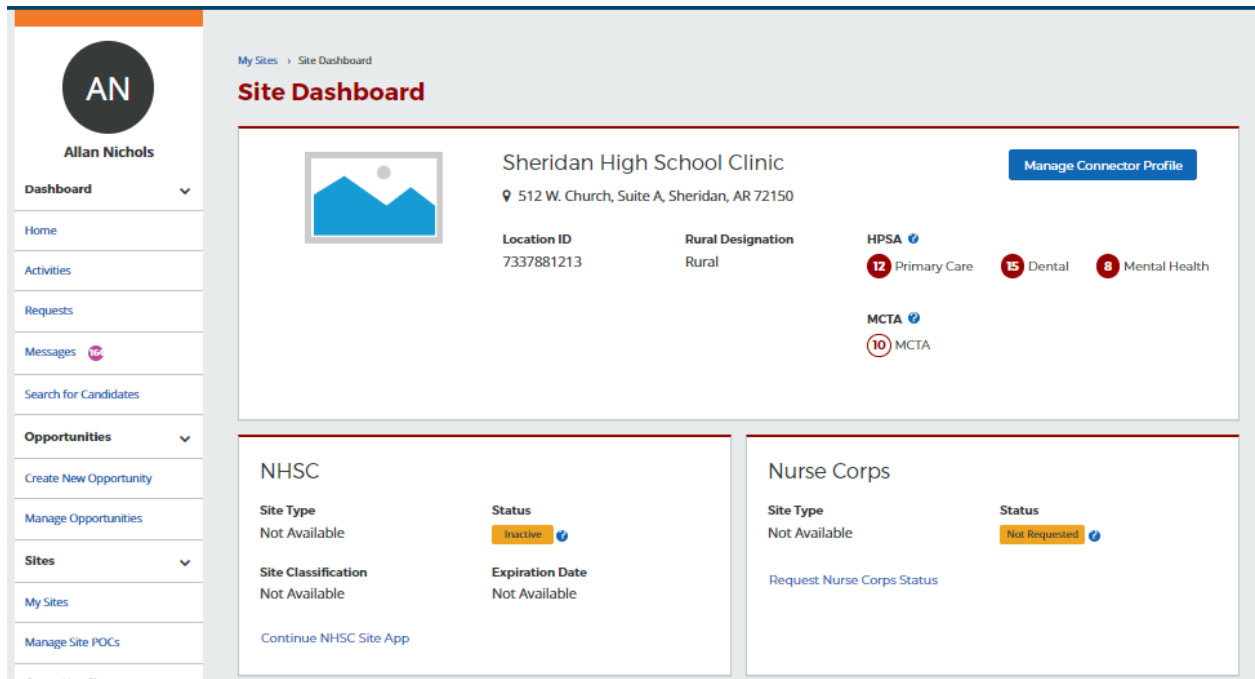 AN
Allan Nichols
Dashboard
Home
Activities
Requests
Messages 164
Search for Candidates
Opportunities
Create New Opportunity
Manage Opportunities
Sites
My Sites
Manage Site POCs
My Sites › Site Dashboard
Site Dashboard
Sheridan High School Clinic
Manage Connector Profile
512 W. Church, Suite A, Sheridan, AR 72150
Location ID Rural Designation HPSA ?
7337881213 Rural 12 Primary Care 15 Dental 8 Mental Health
MCTA ?
10 MCTA
NHSC
Site Type Status
Not Available Inactive ?
Site Classification Expiration Date
Not Available Not Available
Continue NHSC Site App
Nurse Corps
Site Type Status
Not Available Not Requested ?
Request Nurse Corps Status